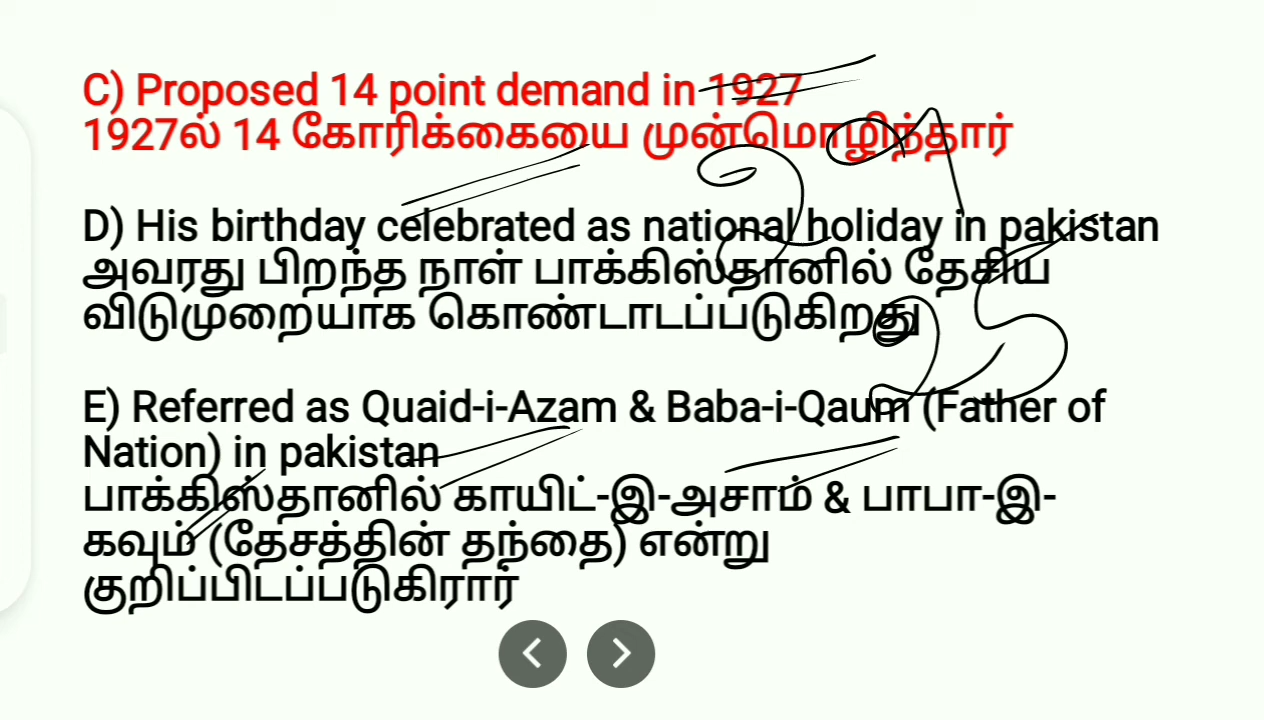 C) Proposed 14 point demand in 1927
1927ல் 14 கோரிக்கையை முன்மொழிந்தார்
D) His birthday celebrated as national holiday in pakistan
அவரது பிறந்த நாள் பாக்கிஸ்தானில் தேசிய
விடுமுறையாக கொண்டாடப்படுகிறது
E) Referred as Quaid-i-Azam & Baba-i-Qaum (Father of
Nation) in pakistan
பாக்கிஸ்தானில் காயிட்-இ-அசாம் & பாபா-இ-
கவும் (தேசத்தின் தந்தை) என்று
குறிப்பிடப்படுகிரார்